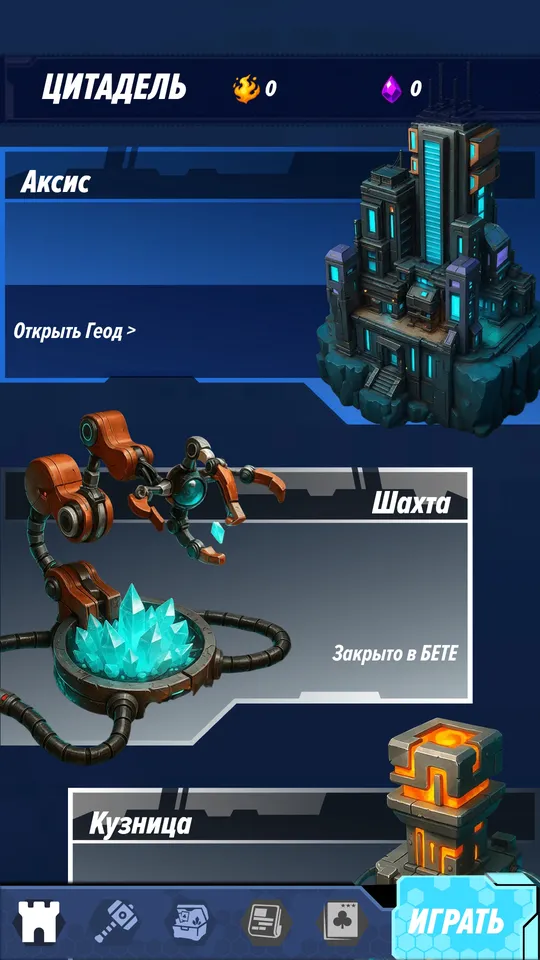 ЦИТАДЕЛЬ
0
0
Аксис
Открыть Геод >
Шахта
Закрыто в БЕТЕ
Кузница
ИГРАТЬ